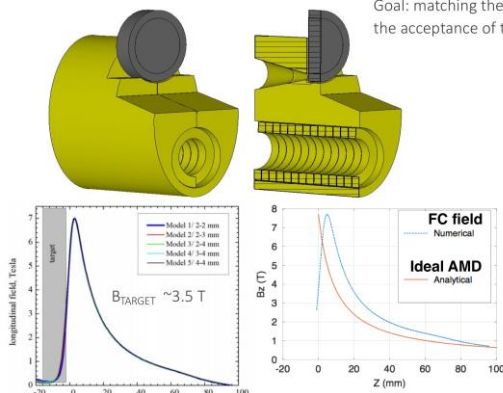 Goal: matching the
the acceptance of t
7
6
5
4
3
2
1
0
longitudinal field, Tesla
target
Model 1/ 2-2 mm
Model 2/ 2-3 mm
Model 3/ 2-4 mm
Model 4/ 3-4 mm
Model 5/ 4-4 mm
BTARGET ~3.5 T
-20 0 20 40 60 80 100
8
7
6
5
4
3
2
1
0
Bz (T)
FC field
Numerical
Ideal AMD
Analytical
-20 0 20 40 60 80 100
Z (mm)